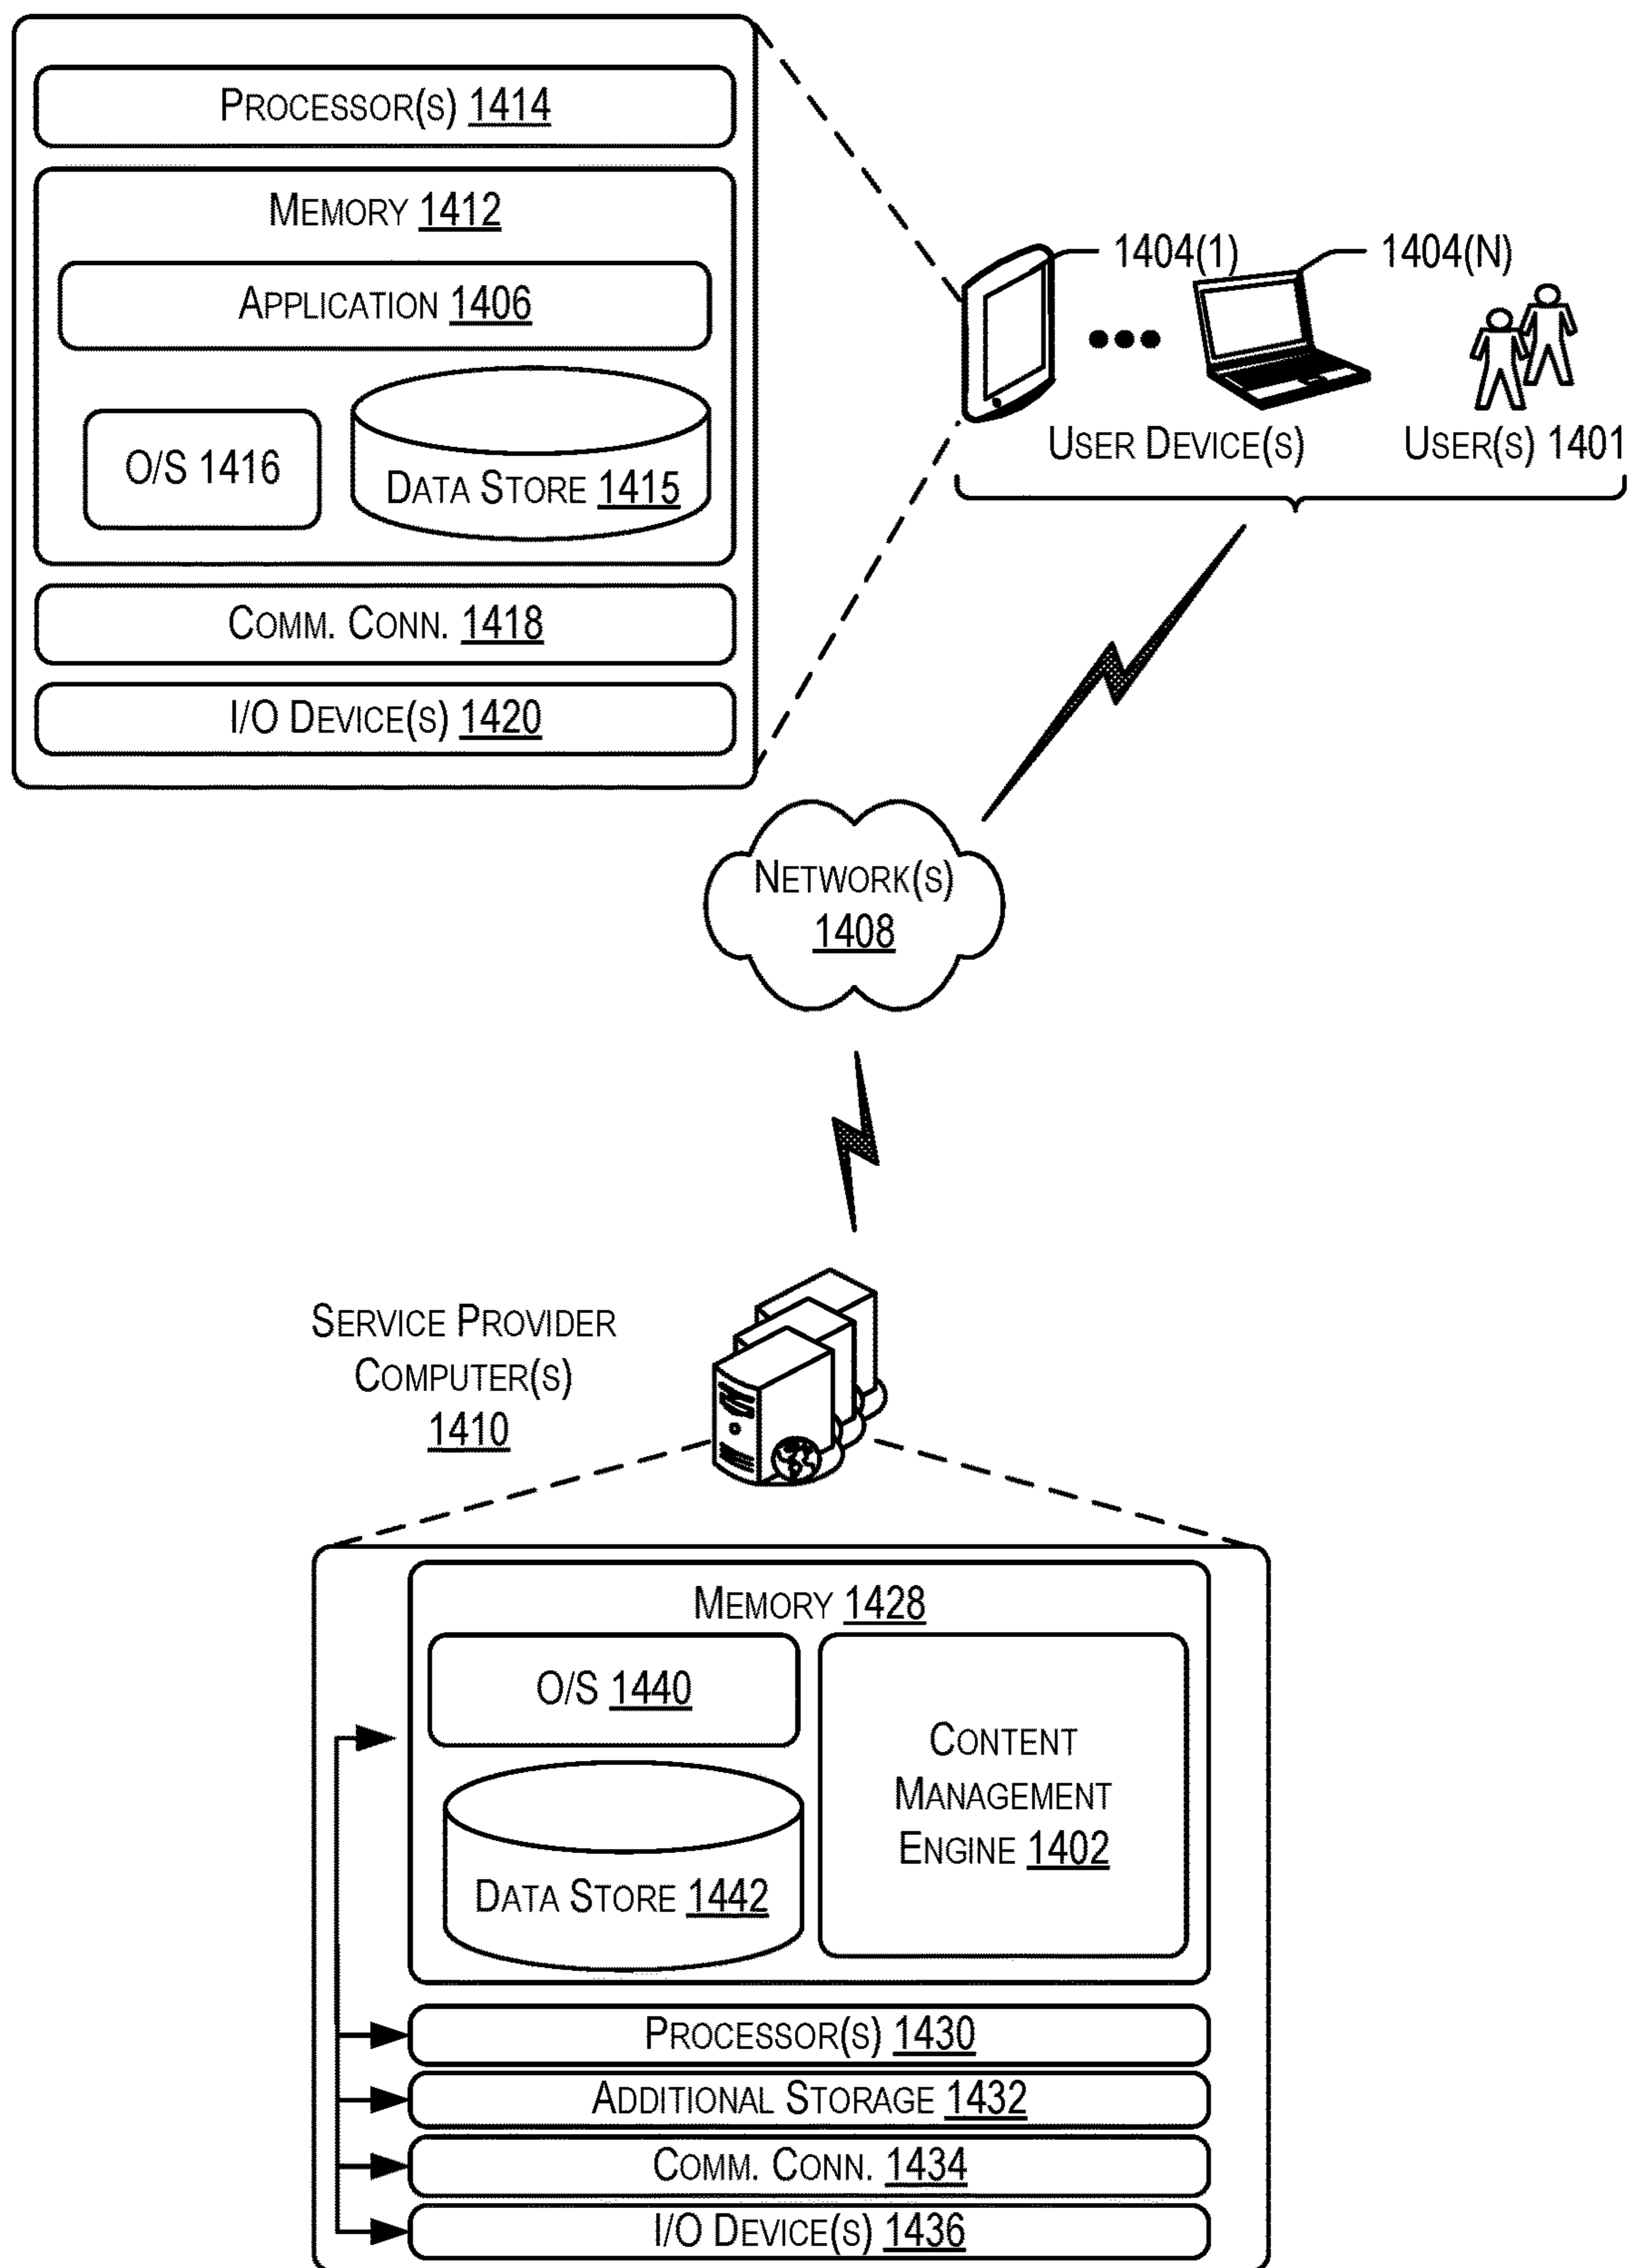 Processor(s) 1414
Memory 1412
Application 1406
O/S 1416
Data Store 1415
Comm. Conn. 1418
I/O Device(s) 1420
1404(1)
1404(N)
User Device(s)
User(s) 1401
Network(s)
1408
Service Provider
Computer(s)
1410
Memory 1428
O/S 1440
Data Store 1442
Content
Management
Engine 1402
Processor(s) 1430
Additional Storage 1432
Comm. Conn. 1434
I/O Device(s) 1436